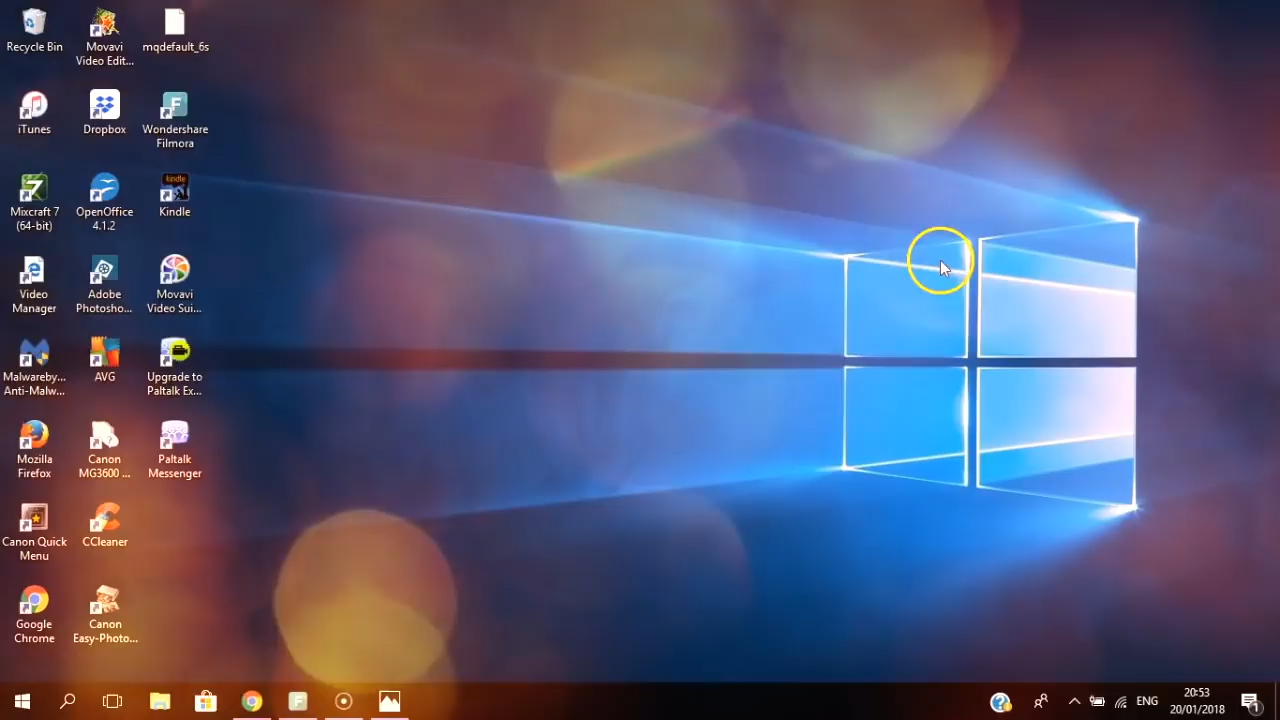 Recycle Bin
Movavi
Video Edit...
mqdefault_6s
iTunes
Dropbox
Wondershare
Filmora
Mixcraft 7
(64-bit)
OpenOffice
4.1.2
kindle
Kindle
Video
Manager
Adobe
Photosho...
Movavi
Video Sui...
Malwareby...
Anti-Malw...
AVG
Upgrade to
Paltalk Ex...
Mozilla
Firefox
Canon
MG3600 ...
Paltalk
Messenger
Canon Quick
Menu
CCleaner
Google
Chrome
Canon
Easy-Photo...
ENG
20:53
20/01/2018
1